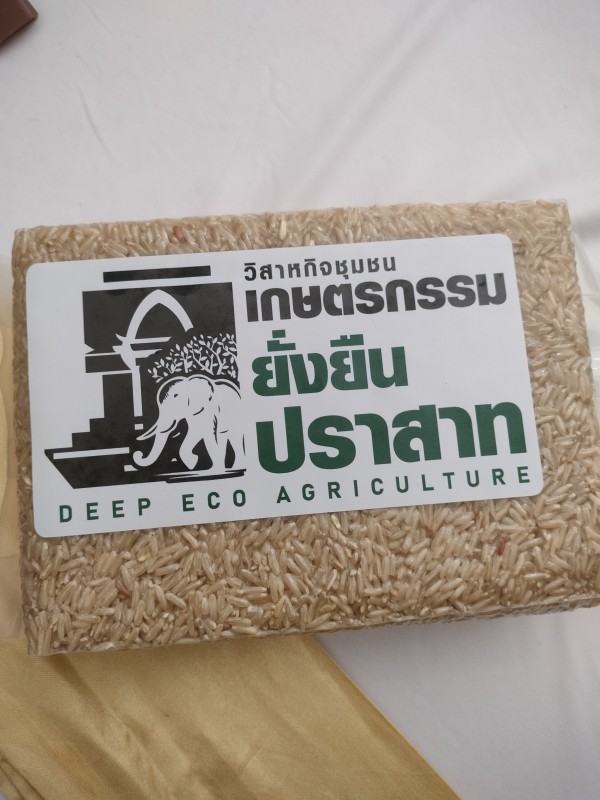 วิสาหกิจชุมชน
เกษตรกรรม
ยั่งยืน
ปราสาท
DEEP ECO AGRICULTURE